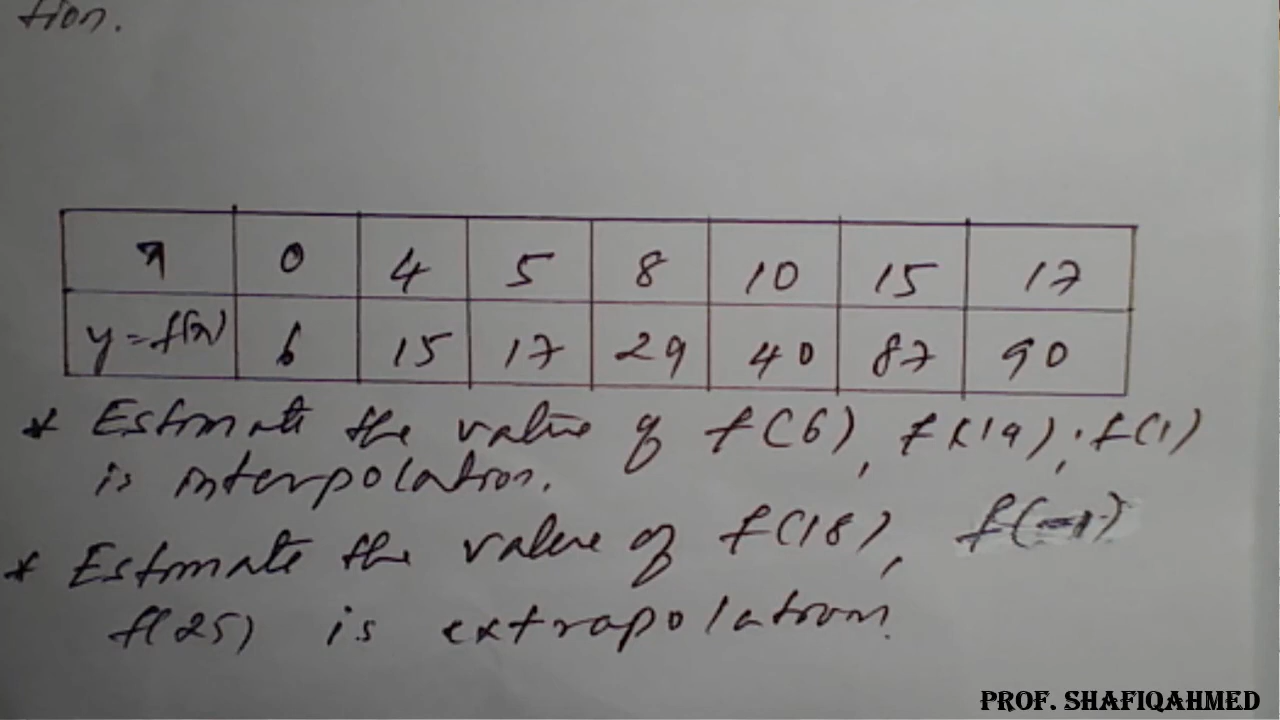 tion.
x 0 4 5 8 10 15 17
y=f(x) 6 15 17 29 40 87 90
* Estimate the value of f(6), f(14), f(1)
is interpolation.
* Estimate the value of f(18), f(-1)
f(25) is extrapolation.
PROF. SHAFIQAHMED